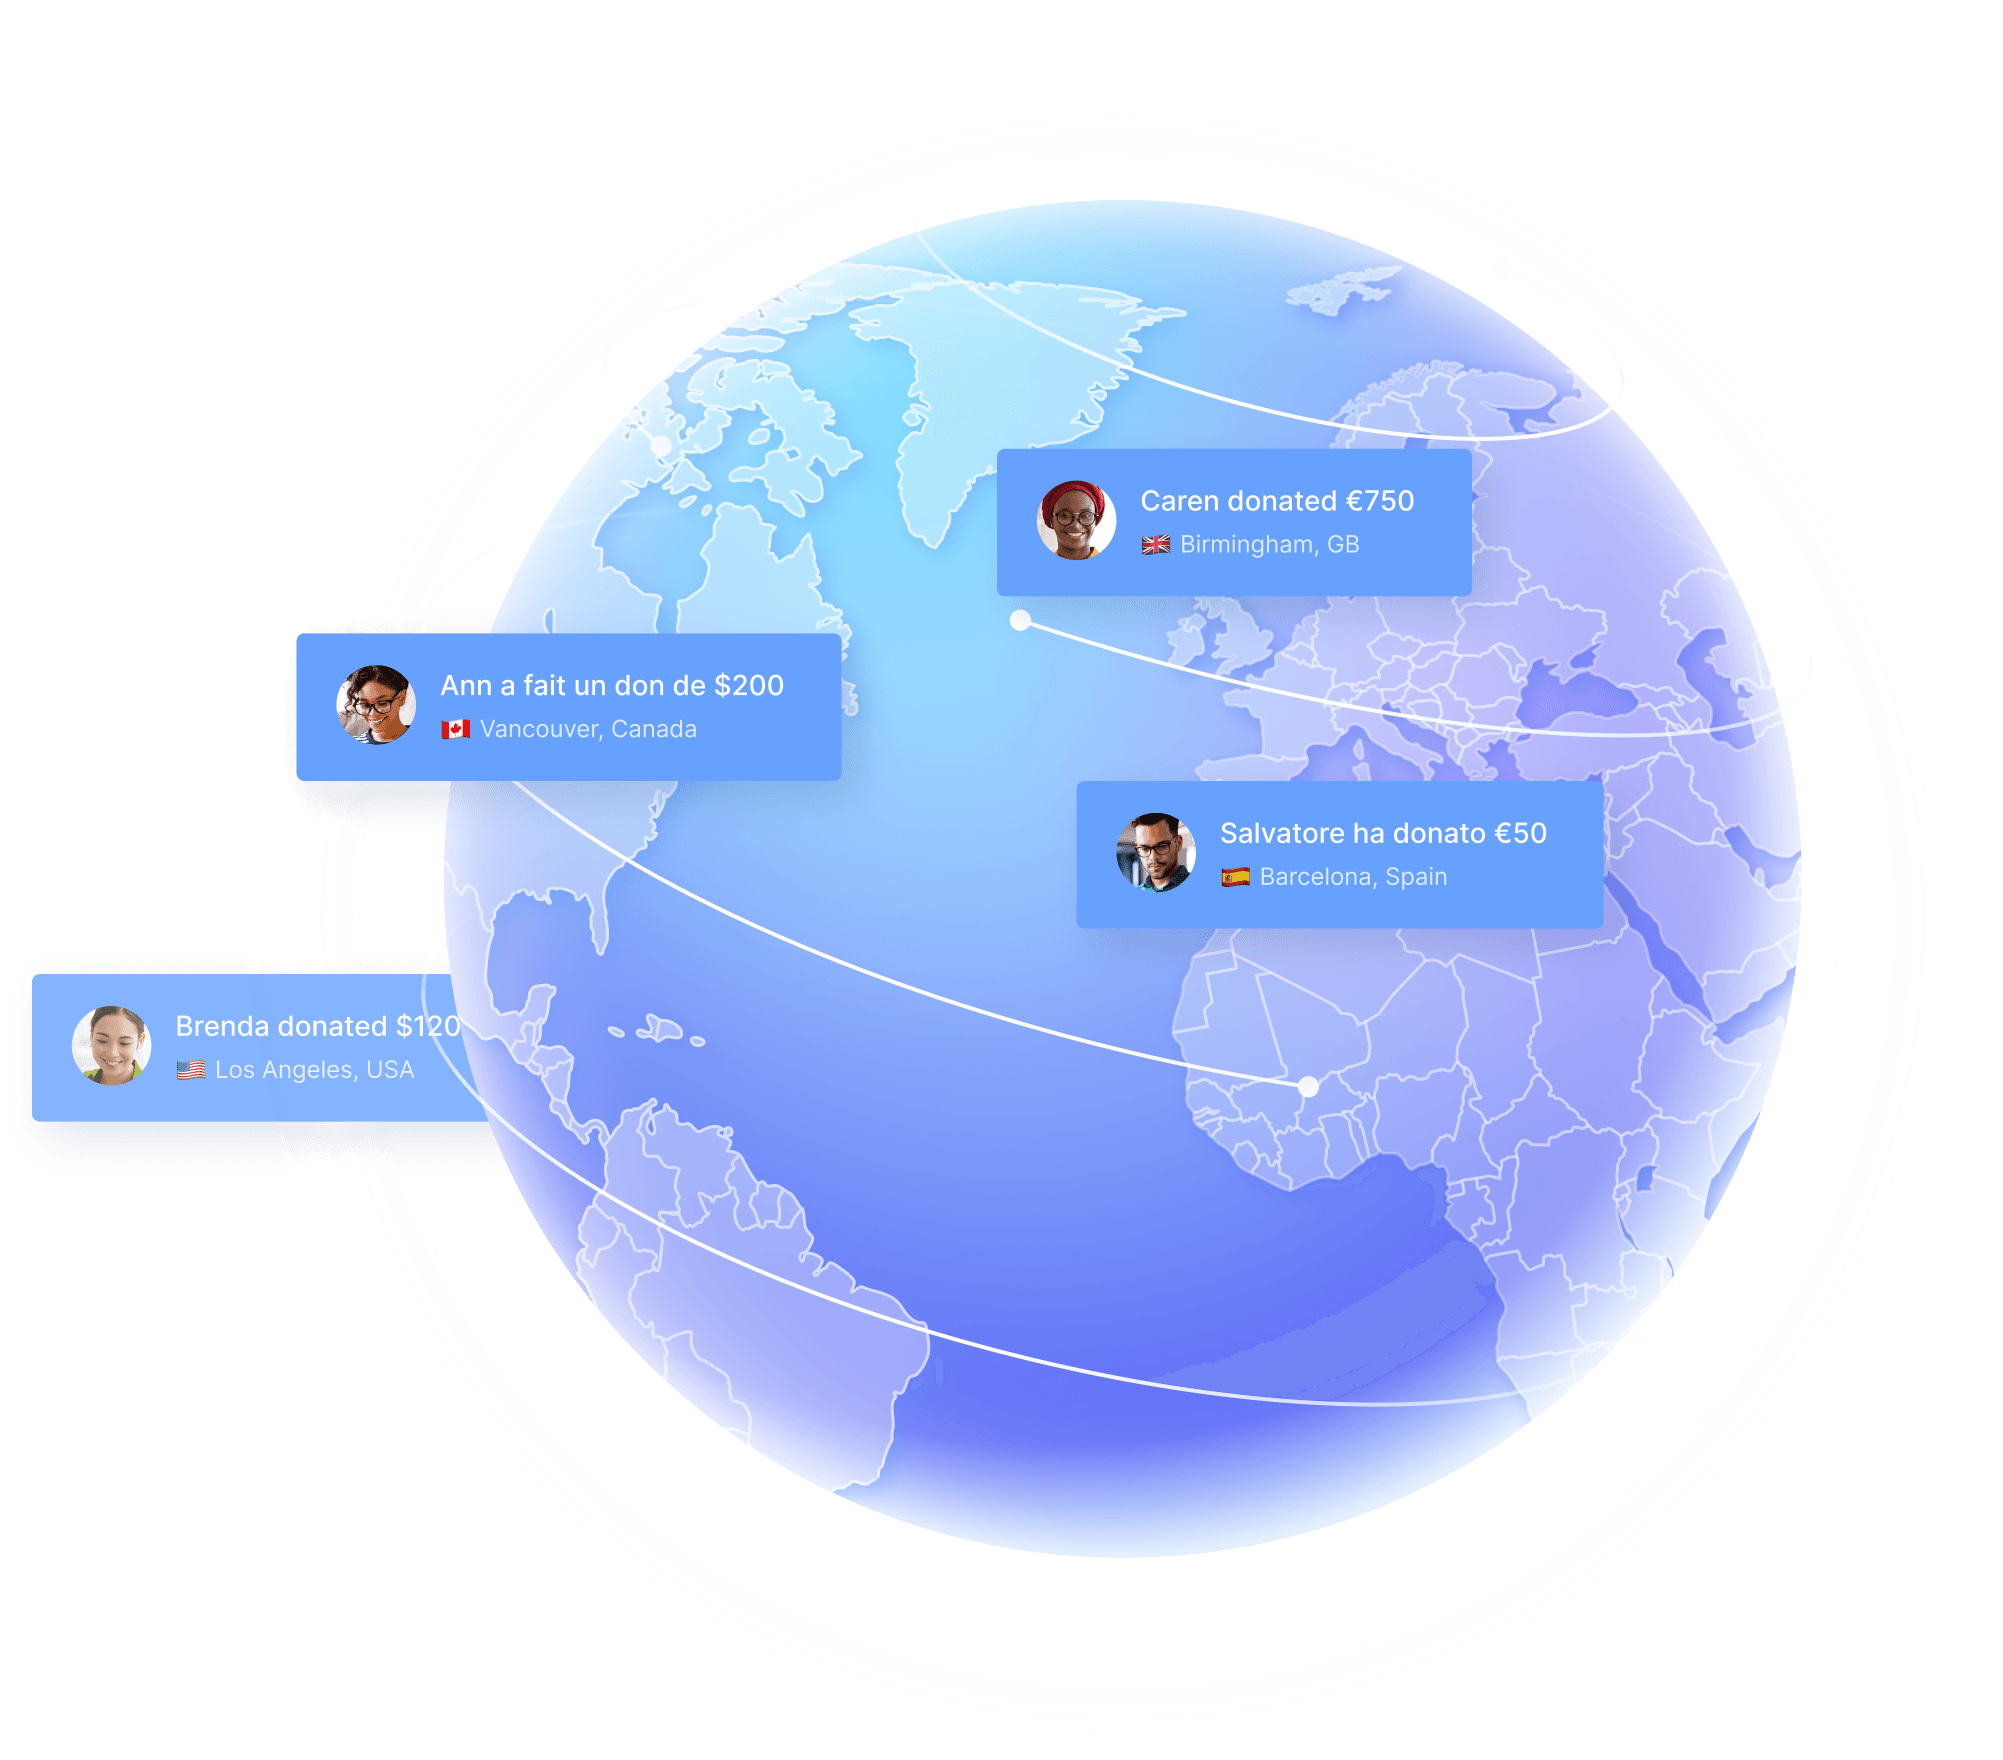 Caren donated €750
Birmingham, GB
Ann a fait un don de $200
Vancouver, Canada
Salvatore ha donato €50
Barcelona, Spain
Brenda donated $120
Los Angeles, USA